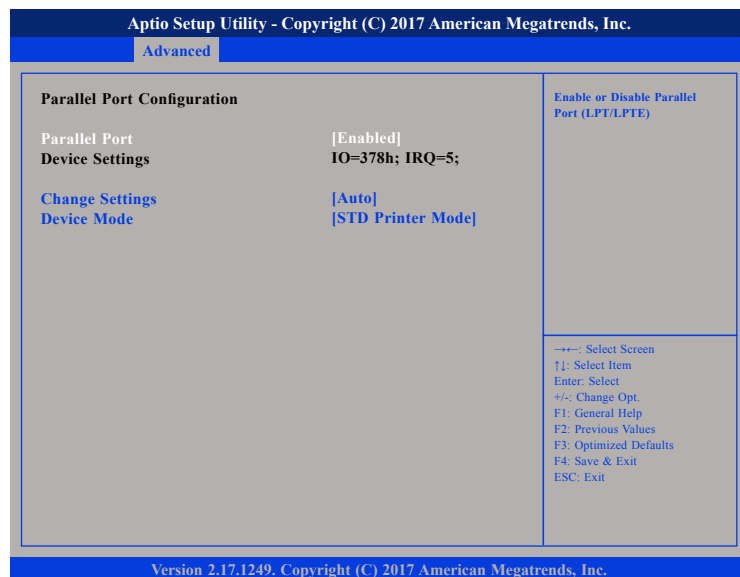 Aptio Setup Utility - Copyright (C) 2017 American Megatrends, Inc.
Advanced
Parallel Port Configuration
Parallel Port [Enabled]
Device Settings IO=378h; IRQ=5;
Change Settings [Auto]
Device Mode [STD Printer Mode]
Enable or Disable Parallel
Port (LPT/LPTE)
→←: Select Screen
↑↓: Select Item
Enter: Select
+/-: Change Opt.
F1: General Help
F2: Previous Values
F3: Optimized Defaults
F4: Save & Exit
ESC: Exit
Version 2.17.1249. Copyright (C) 2017 American Megatrends, Inc.